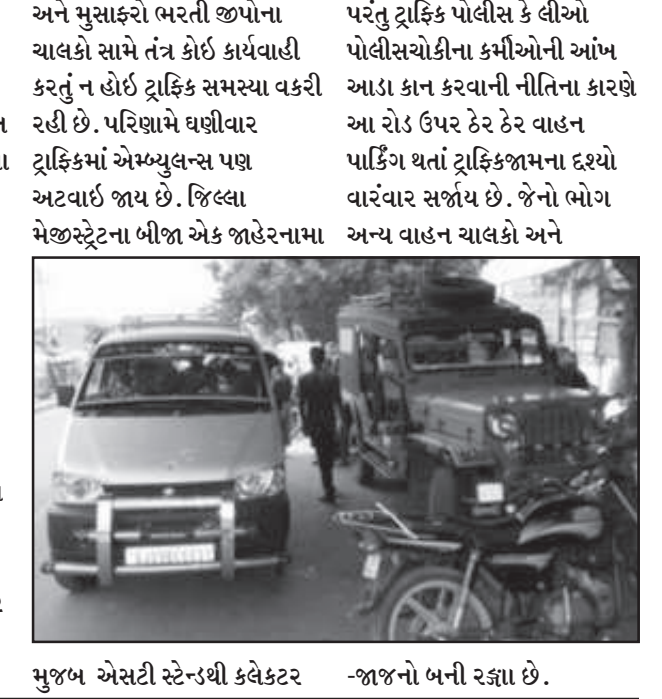 અને મુસાફરો ભરતી જીપોના
ચાલકો સામે તંત્ર કોઇ કાર્યવાહી
કરતું ન હોઇ ટ્રાફિક સમસ્યા વકરી
રહી છે. પરિણામે ઘણીવાર
ટ્રાફિકમાં એમ્બ્યુલન્સ પણ
અટવાઇ જાય છે. જિલ્લા
મેજીસ્ટ્રેટના બીજા એક જાહેરનામા
મુજબ એસટી સ્ટેન્ડથી કલેકટર
પરંતુ ટ્રાફિક પોલીસ કે લીઓ
પોલીસચોકીના કર્મીઓની આંખ
આડા કાન કરવાની નીતિના કારણે
આ રોડ ઉપર ઠેર ઠેર વાહન
પાર્કિંગ થતાં ટ્રાફિકજામના દ્રશ્યો
વારંવાર સર્જાય છે. જેનો ભોગ
અન્ય વાહન ચાલકો અને
-જાજનો બની રહ્યા છે.